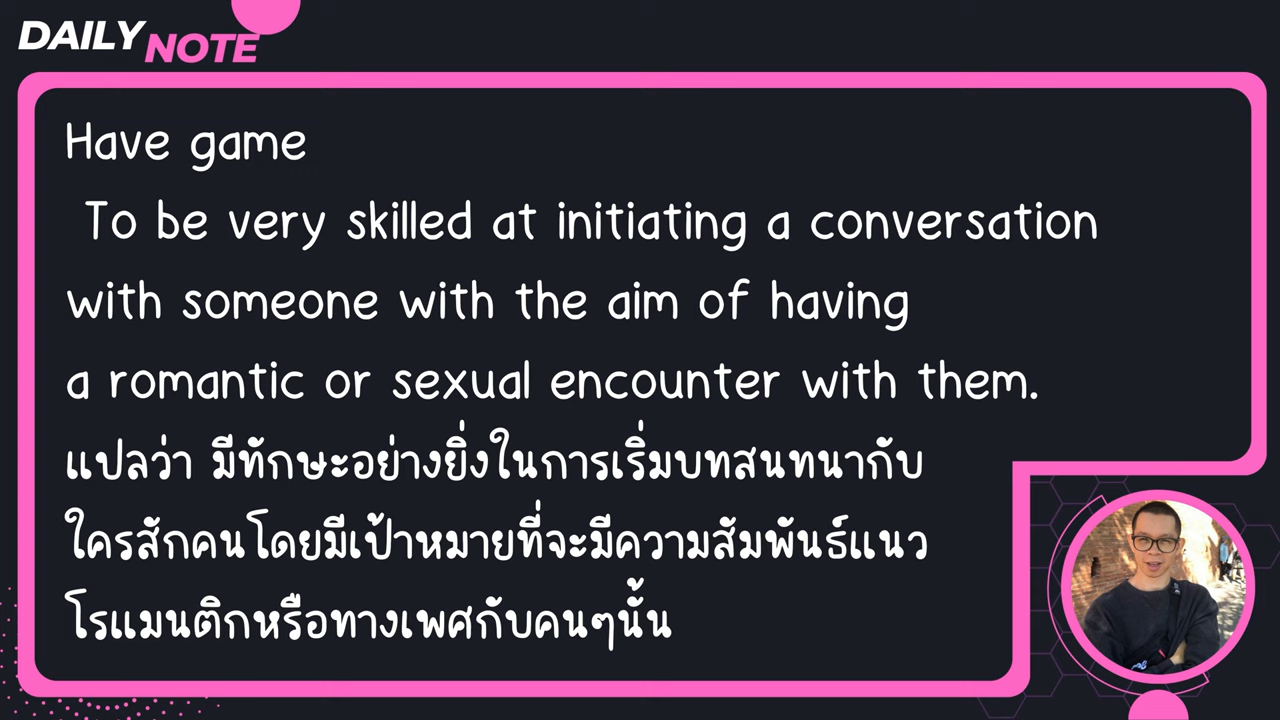 DAILY NOTE
Have game
To be very skilled at initiating a conversation
with someone with the aim of having
a romantic or sexual encounter with them.
แปลว่า มีทักษะอย่างยิ่งในการเริ่มบทสนทนากับ
ใครสักคนโดยมีเป้าหมายที่จะมีความสัมพันธ์แนว
โรแมนติกหรือทางเพศกับคนๆนั้น